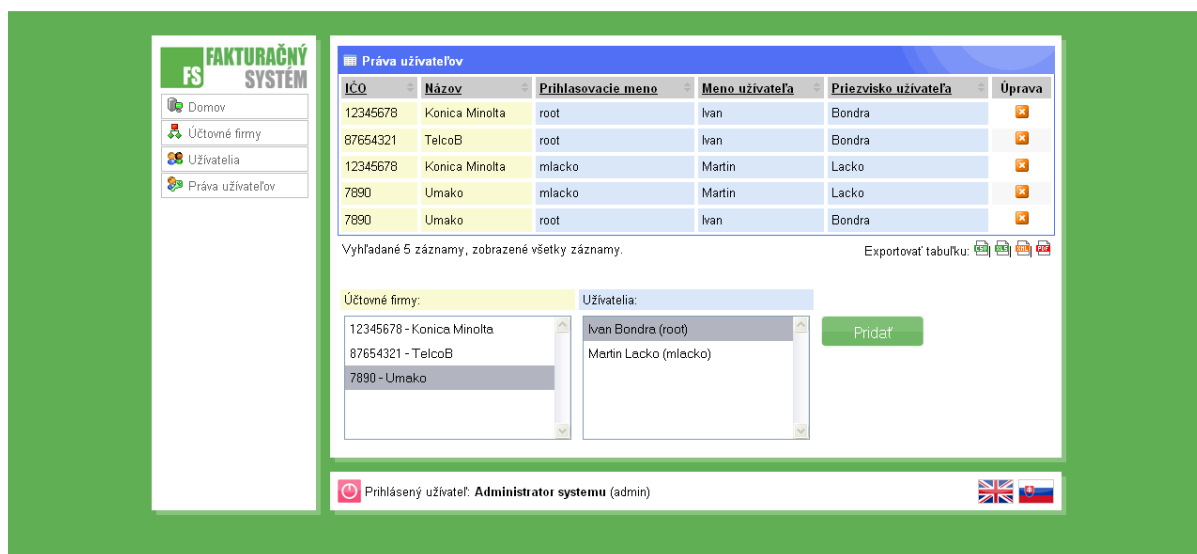 FAKTURAČNÝ
FS SYSTÉM
Domov
Účtovné firmy
Užívatelia
Práva užívateľov
Práva užívateľov
IČO Názov Prihlasovacie meno Meno užívateľa Priezvisko užívateľa Úprava
12345678 Konica Minolta root Ivan Bondra
87654321 TelcoB root Ivan Bondra
12345678 Konica Minolta mlacko Martin Lacko
7890 Umako mlacko Martin Lacko
7890 Umako root Ivan Bondra
Vyhľadané 5 záznamy, zobrazené všetky záznamy. Exportovať tabuľku: CSV XLS XML PDF
Účtovné firmy: Užívatelia:
12345678 - Konica Minolta Ivan Bondra (root) Pridať
87654321 - TelcoB Martin Lacko (mlacko)
7890 - Umako
Prihlásený užívateľ: Administrator systemu (admin)